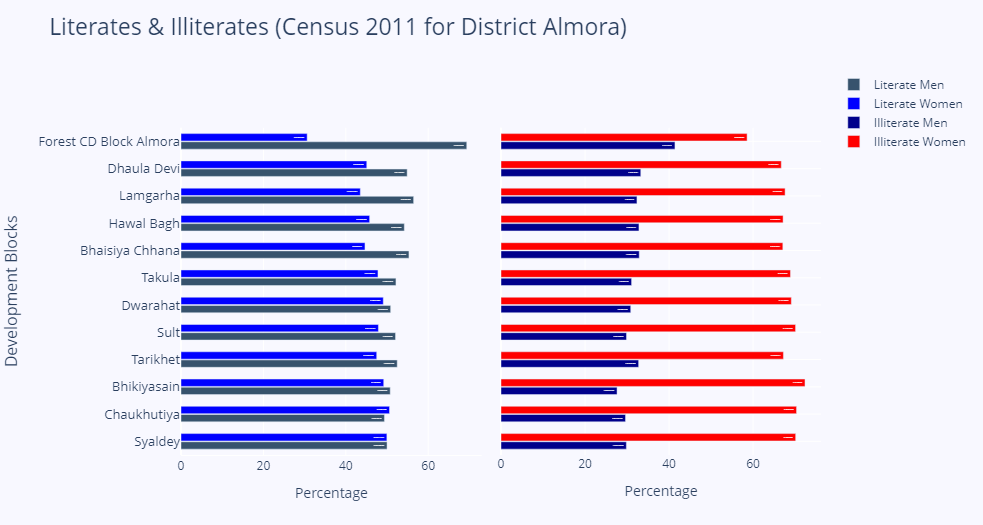 Literates & Illiterates (Census 2011 for District Almora)
Literate Men
Literate Women
Illiterate Men
Illiterate Women
Development Blocks
Forest CD Block Almora
Dhaula Devi
Lamgarha
Hawal Bagh
Bhaisiya Chhana
Takula
Dwarahat
Sult
Tarikhet
Bhikiyasain
Chaukhutiya
Syaldey
0 20 40 60
0 20 40 60
Percentage
Percentage